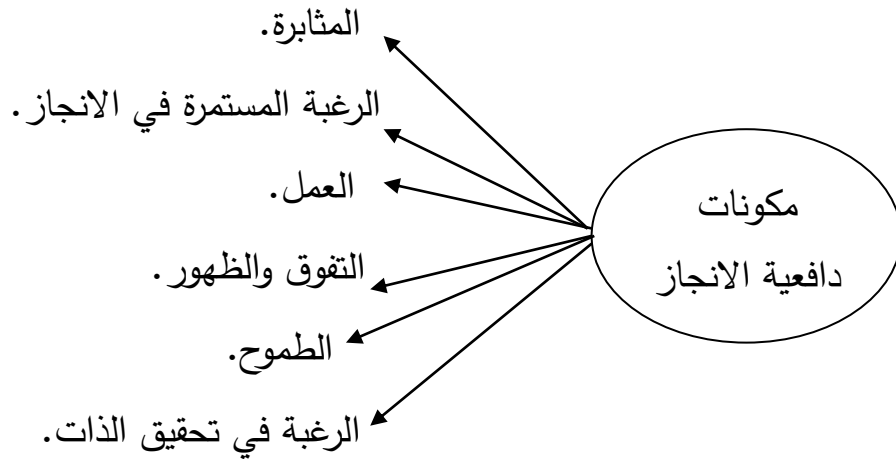 مكونات
دافعية الانجاز
المثابرة.
الرغبة المستمرة في الانجاز.
العمل.
التفوق والظهور.
الطموح.
الرغبة في تحقيق الذات.